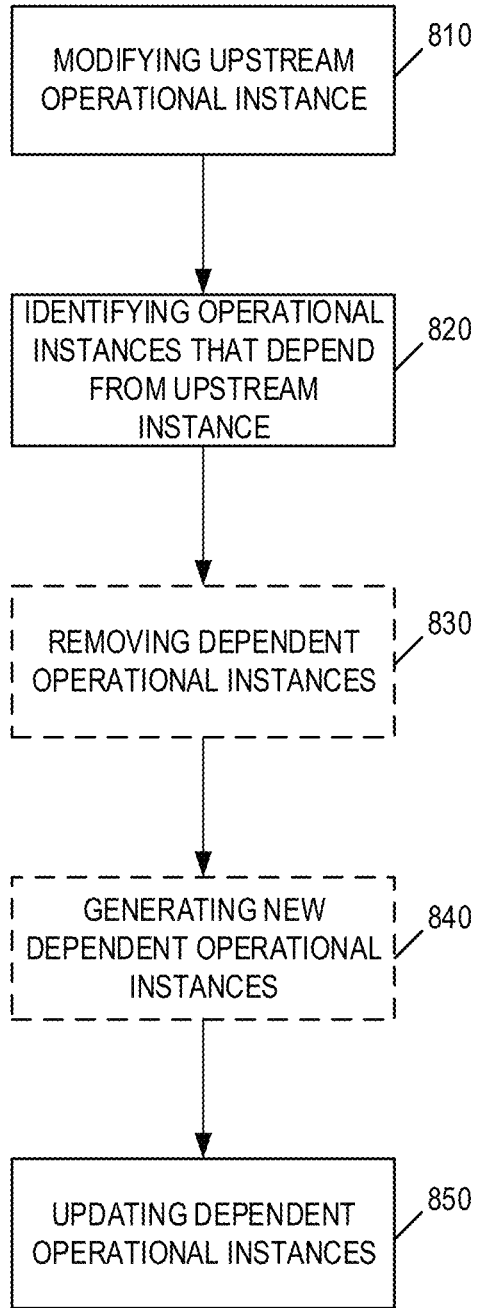 810
MODIFYING UPSTREAM
OPERATIONAL INSTANCE
820
IDENTIFYING OPERATIONAL
INSTANCES THAT DEPEND
FROM UPSTREAM
INSTANCE
830
REMOVING DEPENDENT
OPERATIONAL INSTANCES
840
GENERATING NEW
DEPENDENT OPERATIONAL
INSTANCES
850
UPDATING DEPENDENT
OPERATIONAL INSTANCES